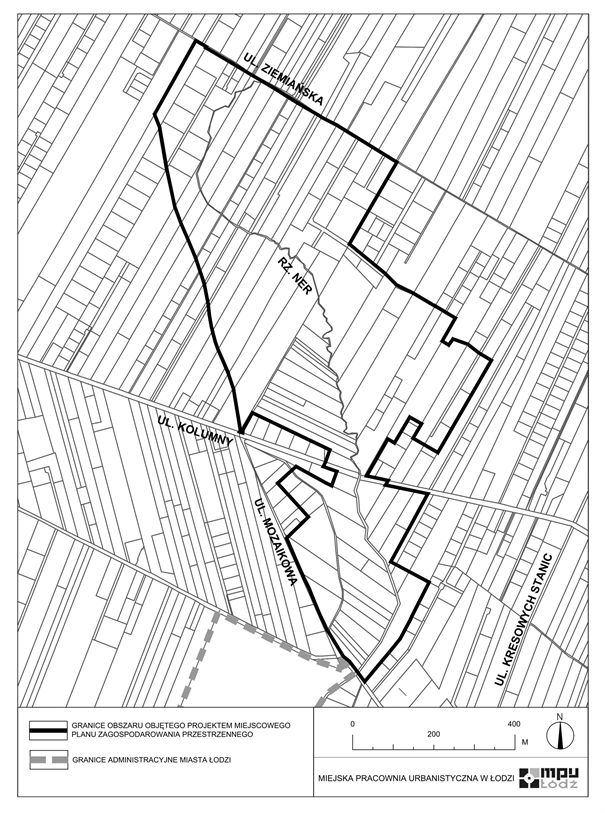 UL. ZIEMIAŃSKA
RZ. NER
UL. KOLUMNY
UL. MOZAIKOWA
UL. KRESOWYCH STANIC
GRANICE OBSZARU OBJĘTEGO PROJEKTEM MIEJSCOWEGO
PLANU ZAGOSPODAROWANIA PRZESTRZENNEGO
GRANICE ADMINISTRACYJNE MIASTA ŁODZI
0 400
200 M
N
MIEJSKA PRACOWNIA URBANISTYCZNA W ŁODZI
mpu
Łódź